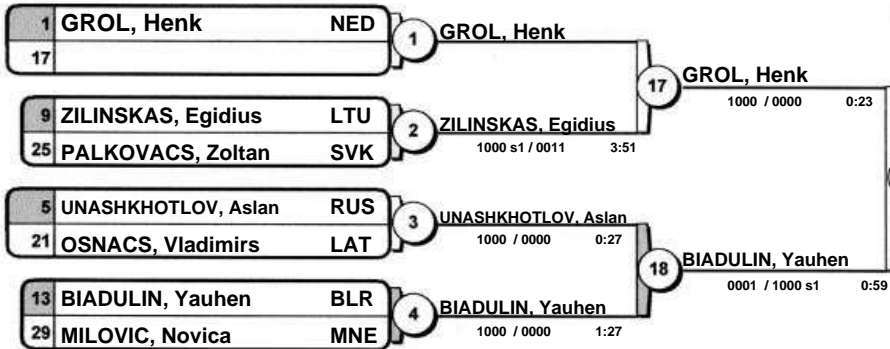 1 GROL, Henk NED
17
1
GROL, Henk
9 ZILINSKAS, Egidius LTU
25 PALKOVACS, Zoltan SVK
2
ZILINSKAS, Egidius
1000 s1 / 0011 3:51
17
GROL, Henk
1000 / 0000 0:23
5 UNASHKHOTLOV, Aslan RUS
21 OSNACS, Vladimirs LAT
3
UNASHKHOTLOV, Aslan
1000 / 0000 0:27
13 BIADULIN, Yauhen BLR
29 MILOVIC, Novica MNE
4
BIADULIN, Yauhen
1000 / 0000 1:27
18
BIADULIN, Yauhen
0001 / 1000 s1 0:59